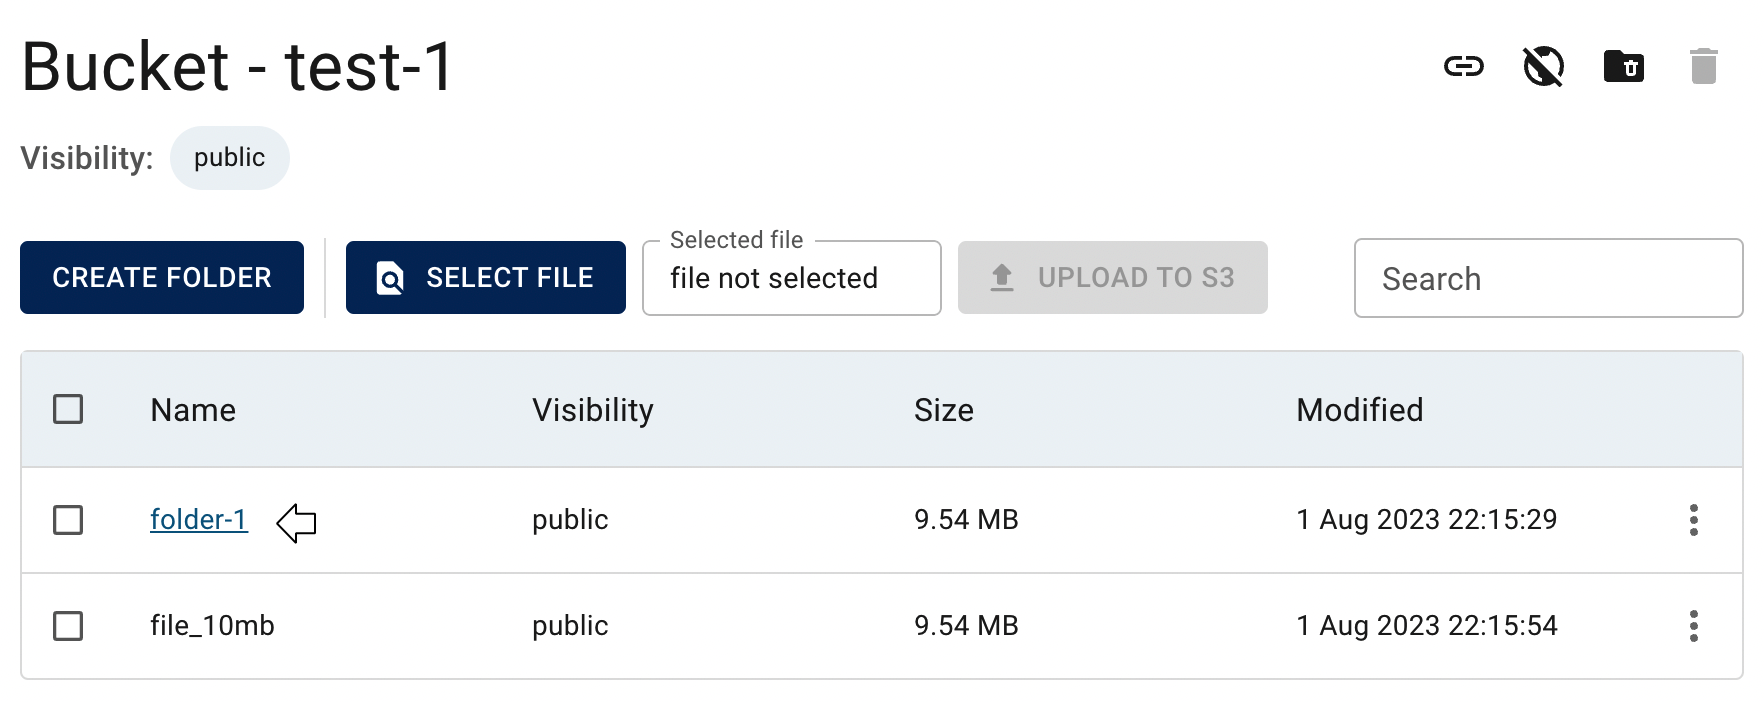 Bucket - test-1
Visibility: public
CREATE FOLDER SELECT FILE Selected file file not selected UPLOAD TO S3 Search
Name Visibility Size Modified
folder-1 public 9.54 MB 1 Aug 2023 22:15:29
file_10mb public 9.54 MB 1 Aug 2023 22:15:54